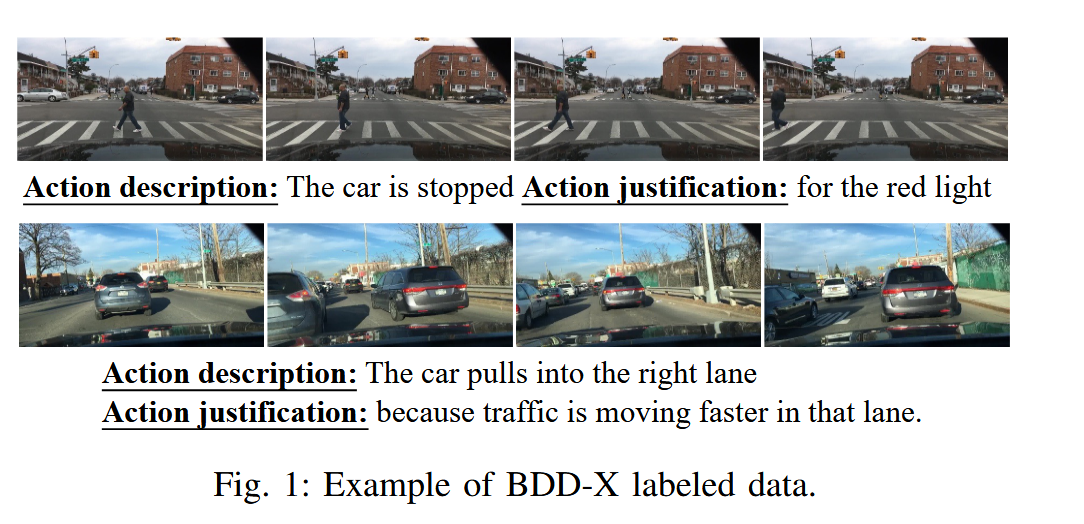 Action description: The car is stopped Action justification: for the red light
Action description: The car pulls into the right lane
Action justification: because traffic is moving faster in that lane.
Fig. 1: Example of BDD-X labeled data.